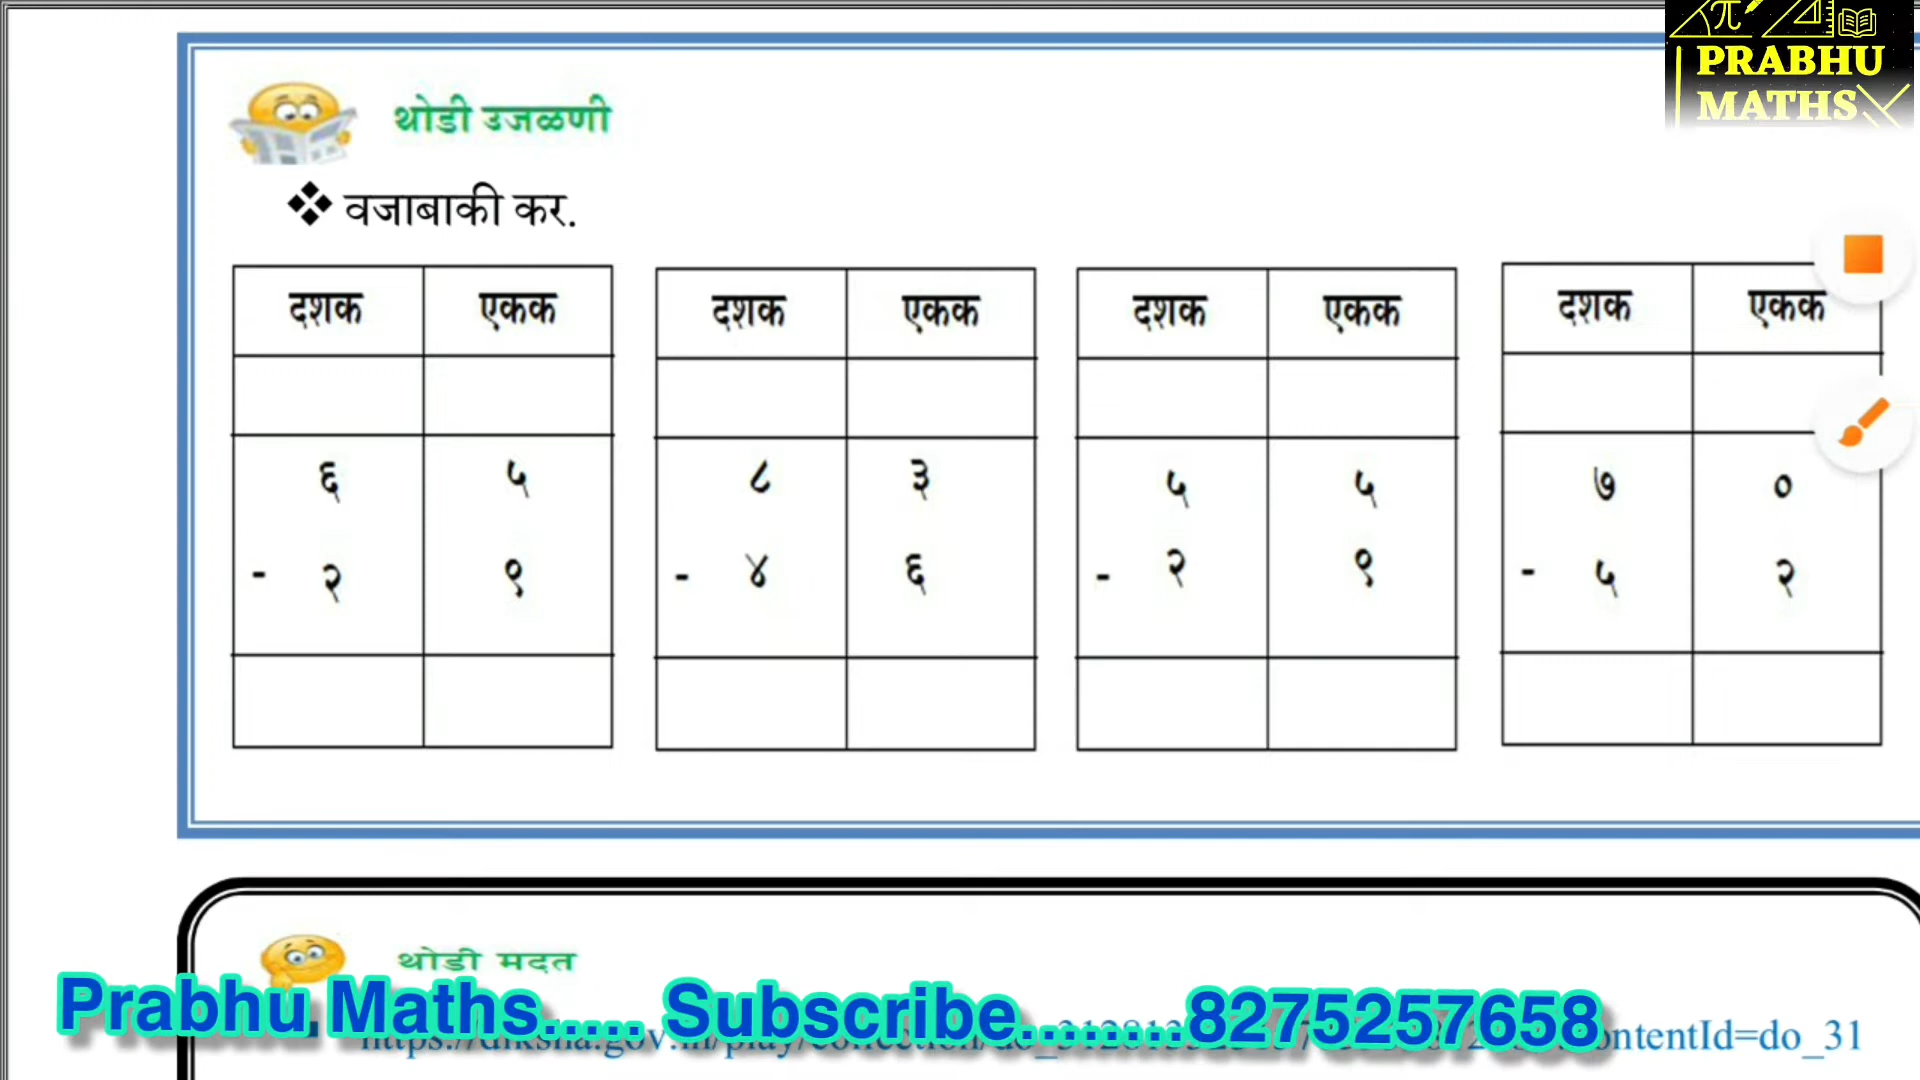 PRABHU
MATHS
थोडी उजळणी
❖ वजाबाकी कर.
दशक एकक दशक एकक दशक एकक दशक एकक
६ ५ ८ ३ ५ ५ ७ ०
- २ ९ - ४ ६ - २ ९ - ५ २
थोडी मदत
Prabhu Maths..... Subscribe........8275257658
ontentId=do_31